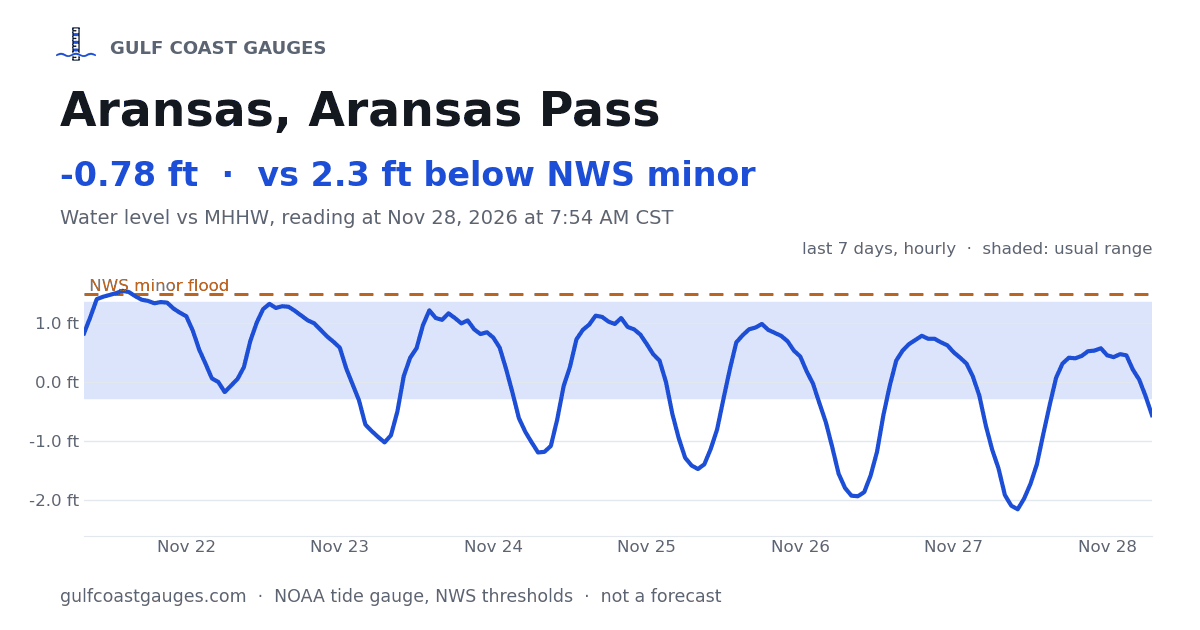 GULF COAST GAUGES
Aransas, Aransas Pass
-0.78 ft · vs 2.3 ft below NWS minor
Water level vs MHHW, reading at Nov 28, 2026 at 7:54 AM CST
last 7 days, hourly · shaded: usual range
NWS minor flood
1.0 ft
0.0 ft
-1.0 ft
-2.0 ft
Nov 22 Nov 23 Nov 24 Nov 25 Nov 26 Nov 27 Nov 28
gulfcoastgauges.com · NOAA tide gauge, NWS thresholds · not a forecast